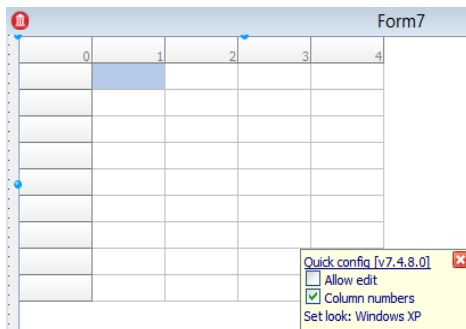 Form7
0 1 2 3 4
Quick config [v7.4.8.0]
Allow edit
Column numbers
Set look: Windows XP